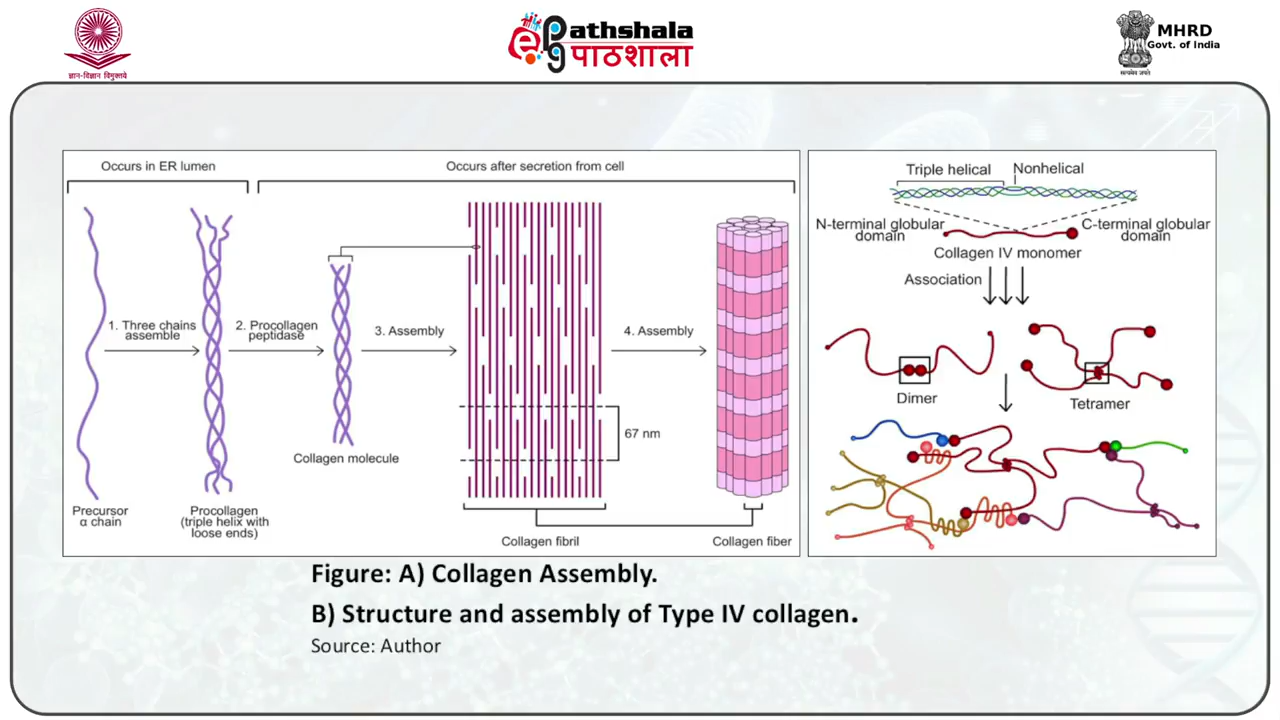 ज्ञान-विज्ञान विमुक्तये
ePathshala
पाठशाला
MHRD
Govt. of India
सत्यमेव जयते
Occurs in ER lumen
Occurs after secretion from cell
1. Three chains
assemble
2. Procollagen
peptidase
3. Assembly
4. Assembly
67 nm
Collagen molecule
Precursor
α chain
Procollagen
(triple helix with
loose ends)
Collagen fibril
Collagen fiber
Triple helical
Nonhelical
N-terminal globular
domain
C-terminal globular
domain
Collagen IV monomer
Association
Dimer
Tetramer
Figure: A) Collagen Assembly.
B) Structure and assembly of Type IV collagen.
Source: Author